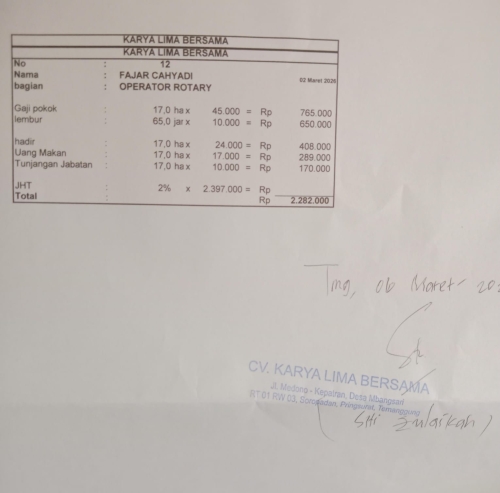 KARYA LIMA BERSAMA
KARYA LIMA BERSAMA
No : 12
Nama : FAJAR CAHYADI 02 Maret 2026
bagian : OPERATOR ROTARY
Gaji pokok : 17,0 ha x 45.000 = Rp 765.000
lembur : 65,0 jar x 10.000 = Rp 650.000
hadir : 17,0 ha x 24.000 = Rp 408.000
Uang Makan : 17,0 ha x 17.000 = Rp 289.000
Tunjangan Jabatan : 17,0 ha x 10.000 = Rp 170.000
JHT : 2% x 2.397.000 = Rp
Total : Rp 2.282.000
Tmg, 06 Maret 20
CV. KARYA LIMA BERSAMA
Jl. Medong - Kepatran, Desa Mbangsari
RT 01 RW 03, Pringsurat, Temanggung
( Siti Zulaikah )